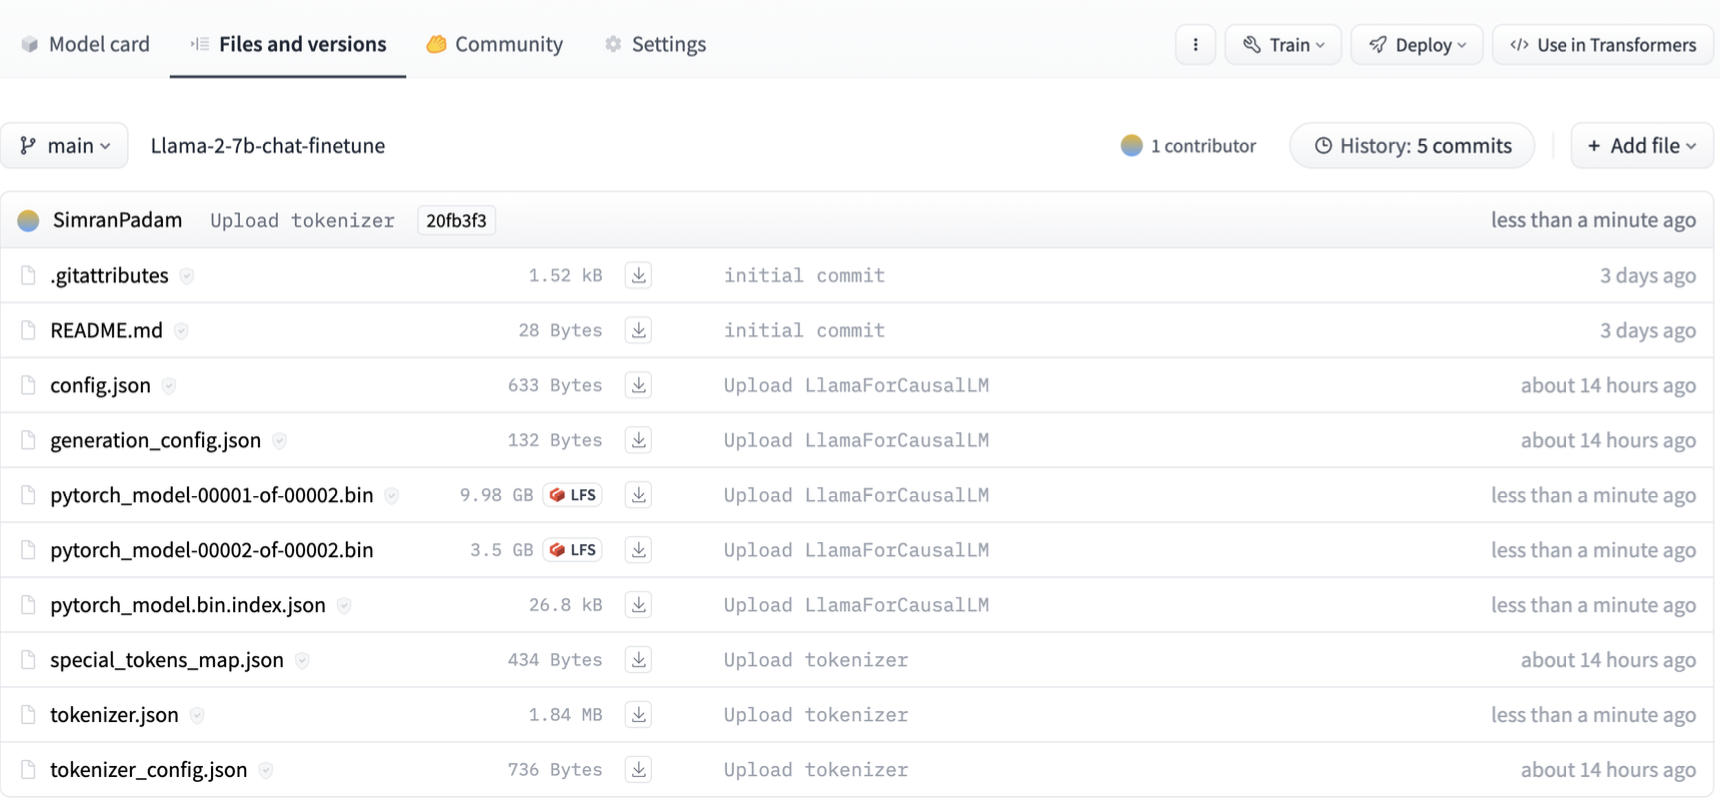 Model card Files and versions Community Settings Train Deploy </> Use in Transformers
main Llama-2-7b-chat-finetune 1 contributor History: 5 commits + Add file
SimranPadam Upload tokenizer 20fb3f3 less than a minute ago
.gitattributes 1.52 kB initial commit 3 days ago
README.md 28 Bytes initial commit 3 days ago
config.json 633 Bytes Upload LlamaForCausalLM about 14 hours ago
generation_config.json 132 Bytes Upload LlamaForCausalLM about 14 hours ago
pytorch_model-00001-of-00002.bin 9.98 GB LFS Upload LlamaForCausalLM less than a minute ago
pytorch_model-00002-of-00002.bin 3.5 GB LFS Upload LlamaForCausalLM less than a minute ago
pytorch_model.bin.index.json 26.8 kB Upload LlamaForCausalLM less than a minute ago
special_tokens_map.json 434 Bytes Upload tokenizer about 14 hours ago
tokenizer.json 1.84 MB Upload tokenizer less than a minute ago
tokenizer_config.json 736 Bytes Upload tokenizer about 14 hours ago